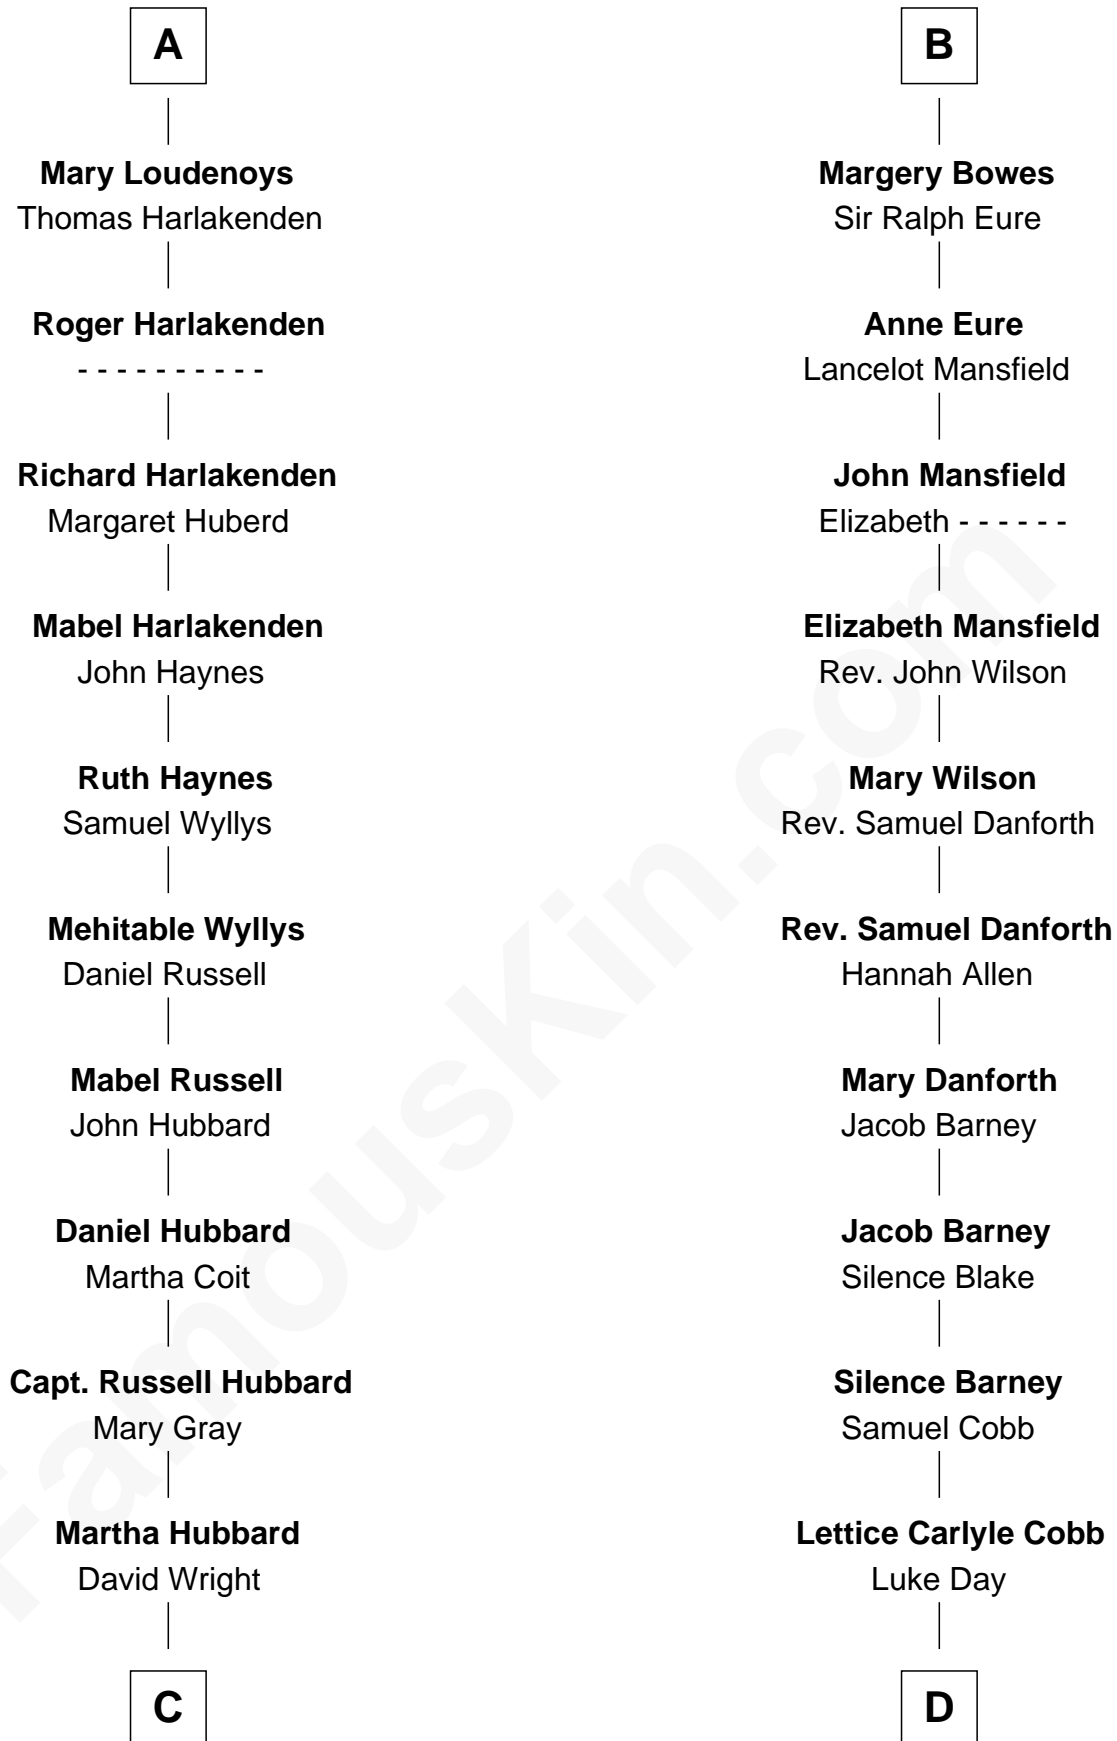 A
Mary Loudenoys
Thomas Harlakenden
Roger Harlakenden
- - - - - - - - - -
Richard Harlakenden
Margaret Huberd
Mabel Harlakenden
John Haynes
Ruth Haynes
Samuel Wyllys
Mehitable Wyllys
Daniel Russell
Mabel Russell
John Hubbard
Daniel Hubbard
Martha Coit
Capt. Russell Hubbard
Mary Gray
Martha Hubbard
David Wright
C
B
Margery Bowes
Sir Ralph Eure
Anne Eure
Lancelot Mansfield
John Mansfield
Elizabeth - - - - - -
Elizabeth Mansfield
Rev. John Wilson
Mary Wilson
Rev. Samuel Danforth
Rev. Samuel Danforth
Hannah Allen
Mary Danforth
Jacob Barney
Jacob Barney
Silence Blake
Silence Barney
Samuel Cobb
Lettice Carlyle Cobb
Luke Day
D
FamousKin.com